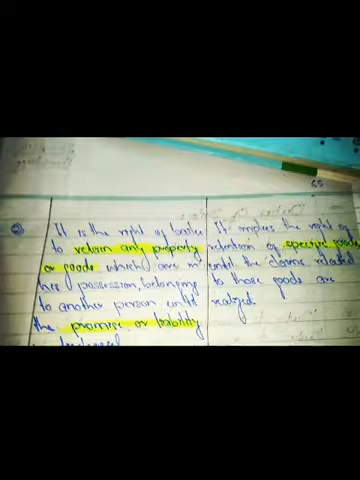 ② It is the right of bailee
to retain any property
or goods which are in
his possession, belonging
to another person until
the promise or liability
It implies the right of
retention of specific goods
until the claims related
to those goods are
realized.